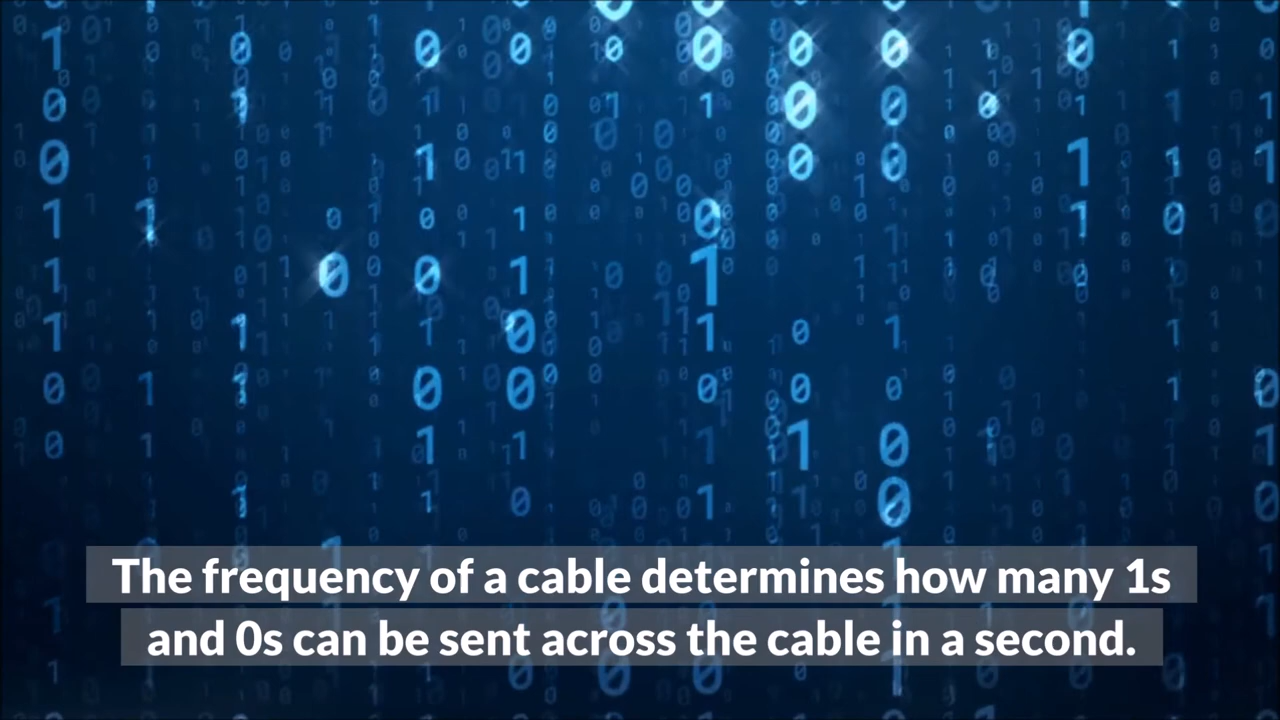 The frequency of a cable determines how many 1s
and 0s can be sent across the cable in a second.